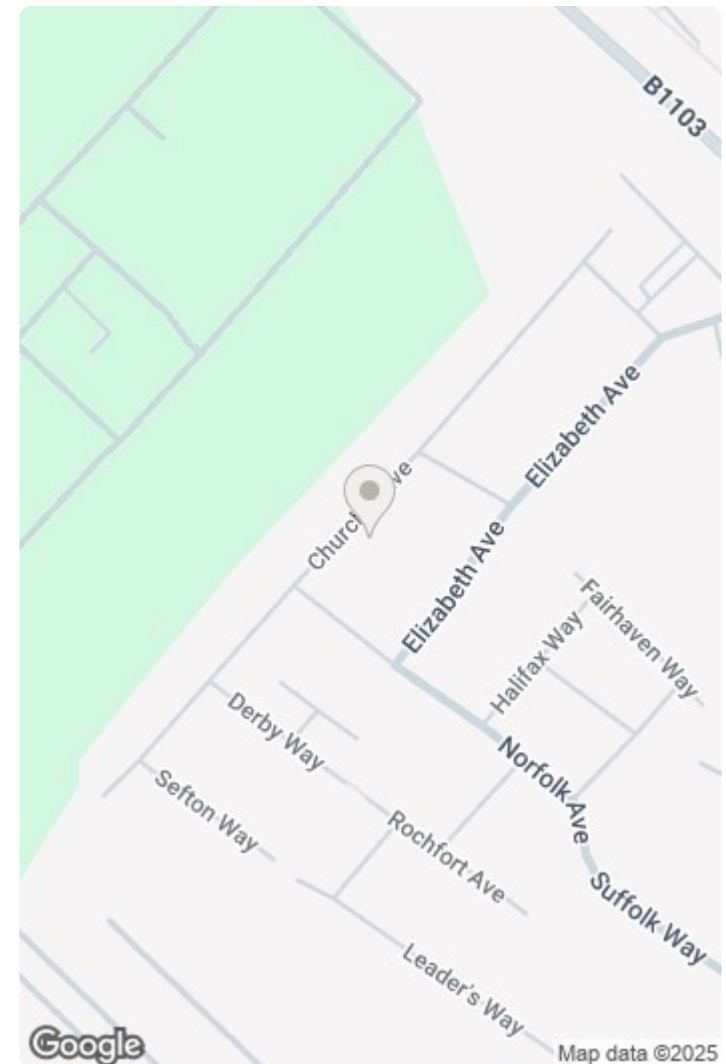 B1103
Elizabeth Ave
Ave
Elizabeth Ave
Fairhaven Way
Halifax Way
Derby Way
Norfolk Ave
Sefton Way
Rochfort Ave
Suffolk Way
Leader's Way
Google
Map data ©2025